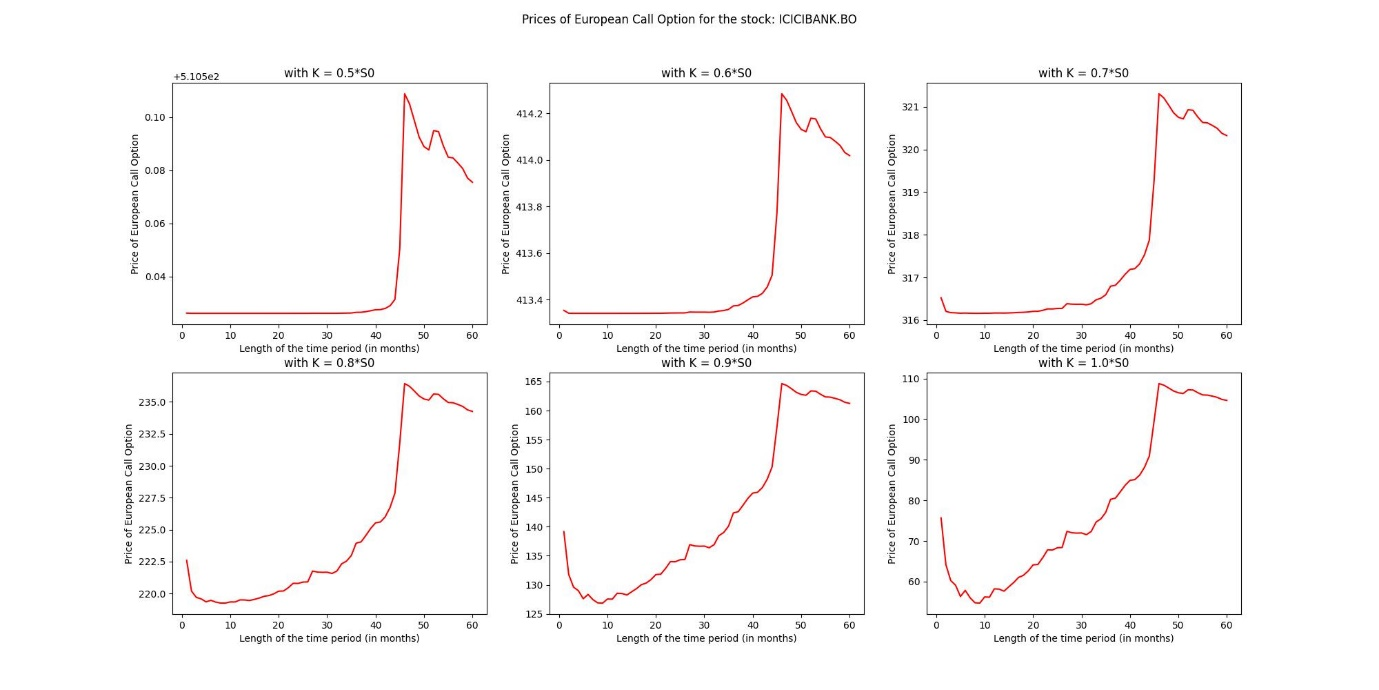 Prices of European Call Option for the stock: ICICIBANK.BO
with K = 0.5*S0
+5.105e2
Price of European Call Option
0.10
0.08
0.06
0.04
0 10 20 30 40 50 60
Length of the time period (in months)
with K = 0.6*S0
Price of European Call Option
414.2
414.0
413.8
413.6
413.4
0 10 20 30 40 50 60
Length of the time period (in months)
with K = 0.7*S0
Price of European Call Option
321
320
319
318
317
316
0 10 20 30 40 50 60
Length of the time period (in months)
with K = 0.8*S0
Price of European Call Option
235.0
232.5
230.0
227.5
225.0
222.5
220.0
0 10 20 30 40 50 60
Length of the time period (in months)
with K = 0.9*S0
Price of European Call Option
165
160
155
150
145
140
135
130
125
0 10 20 30 40 50 60
Length of the time period (in months)
with K = 1.0*S0
Price of European Call Option
110
100
90
80
70
60
0 10 20 30 40 50 60
Length of the time period (in months)